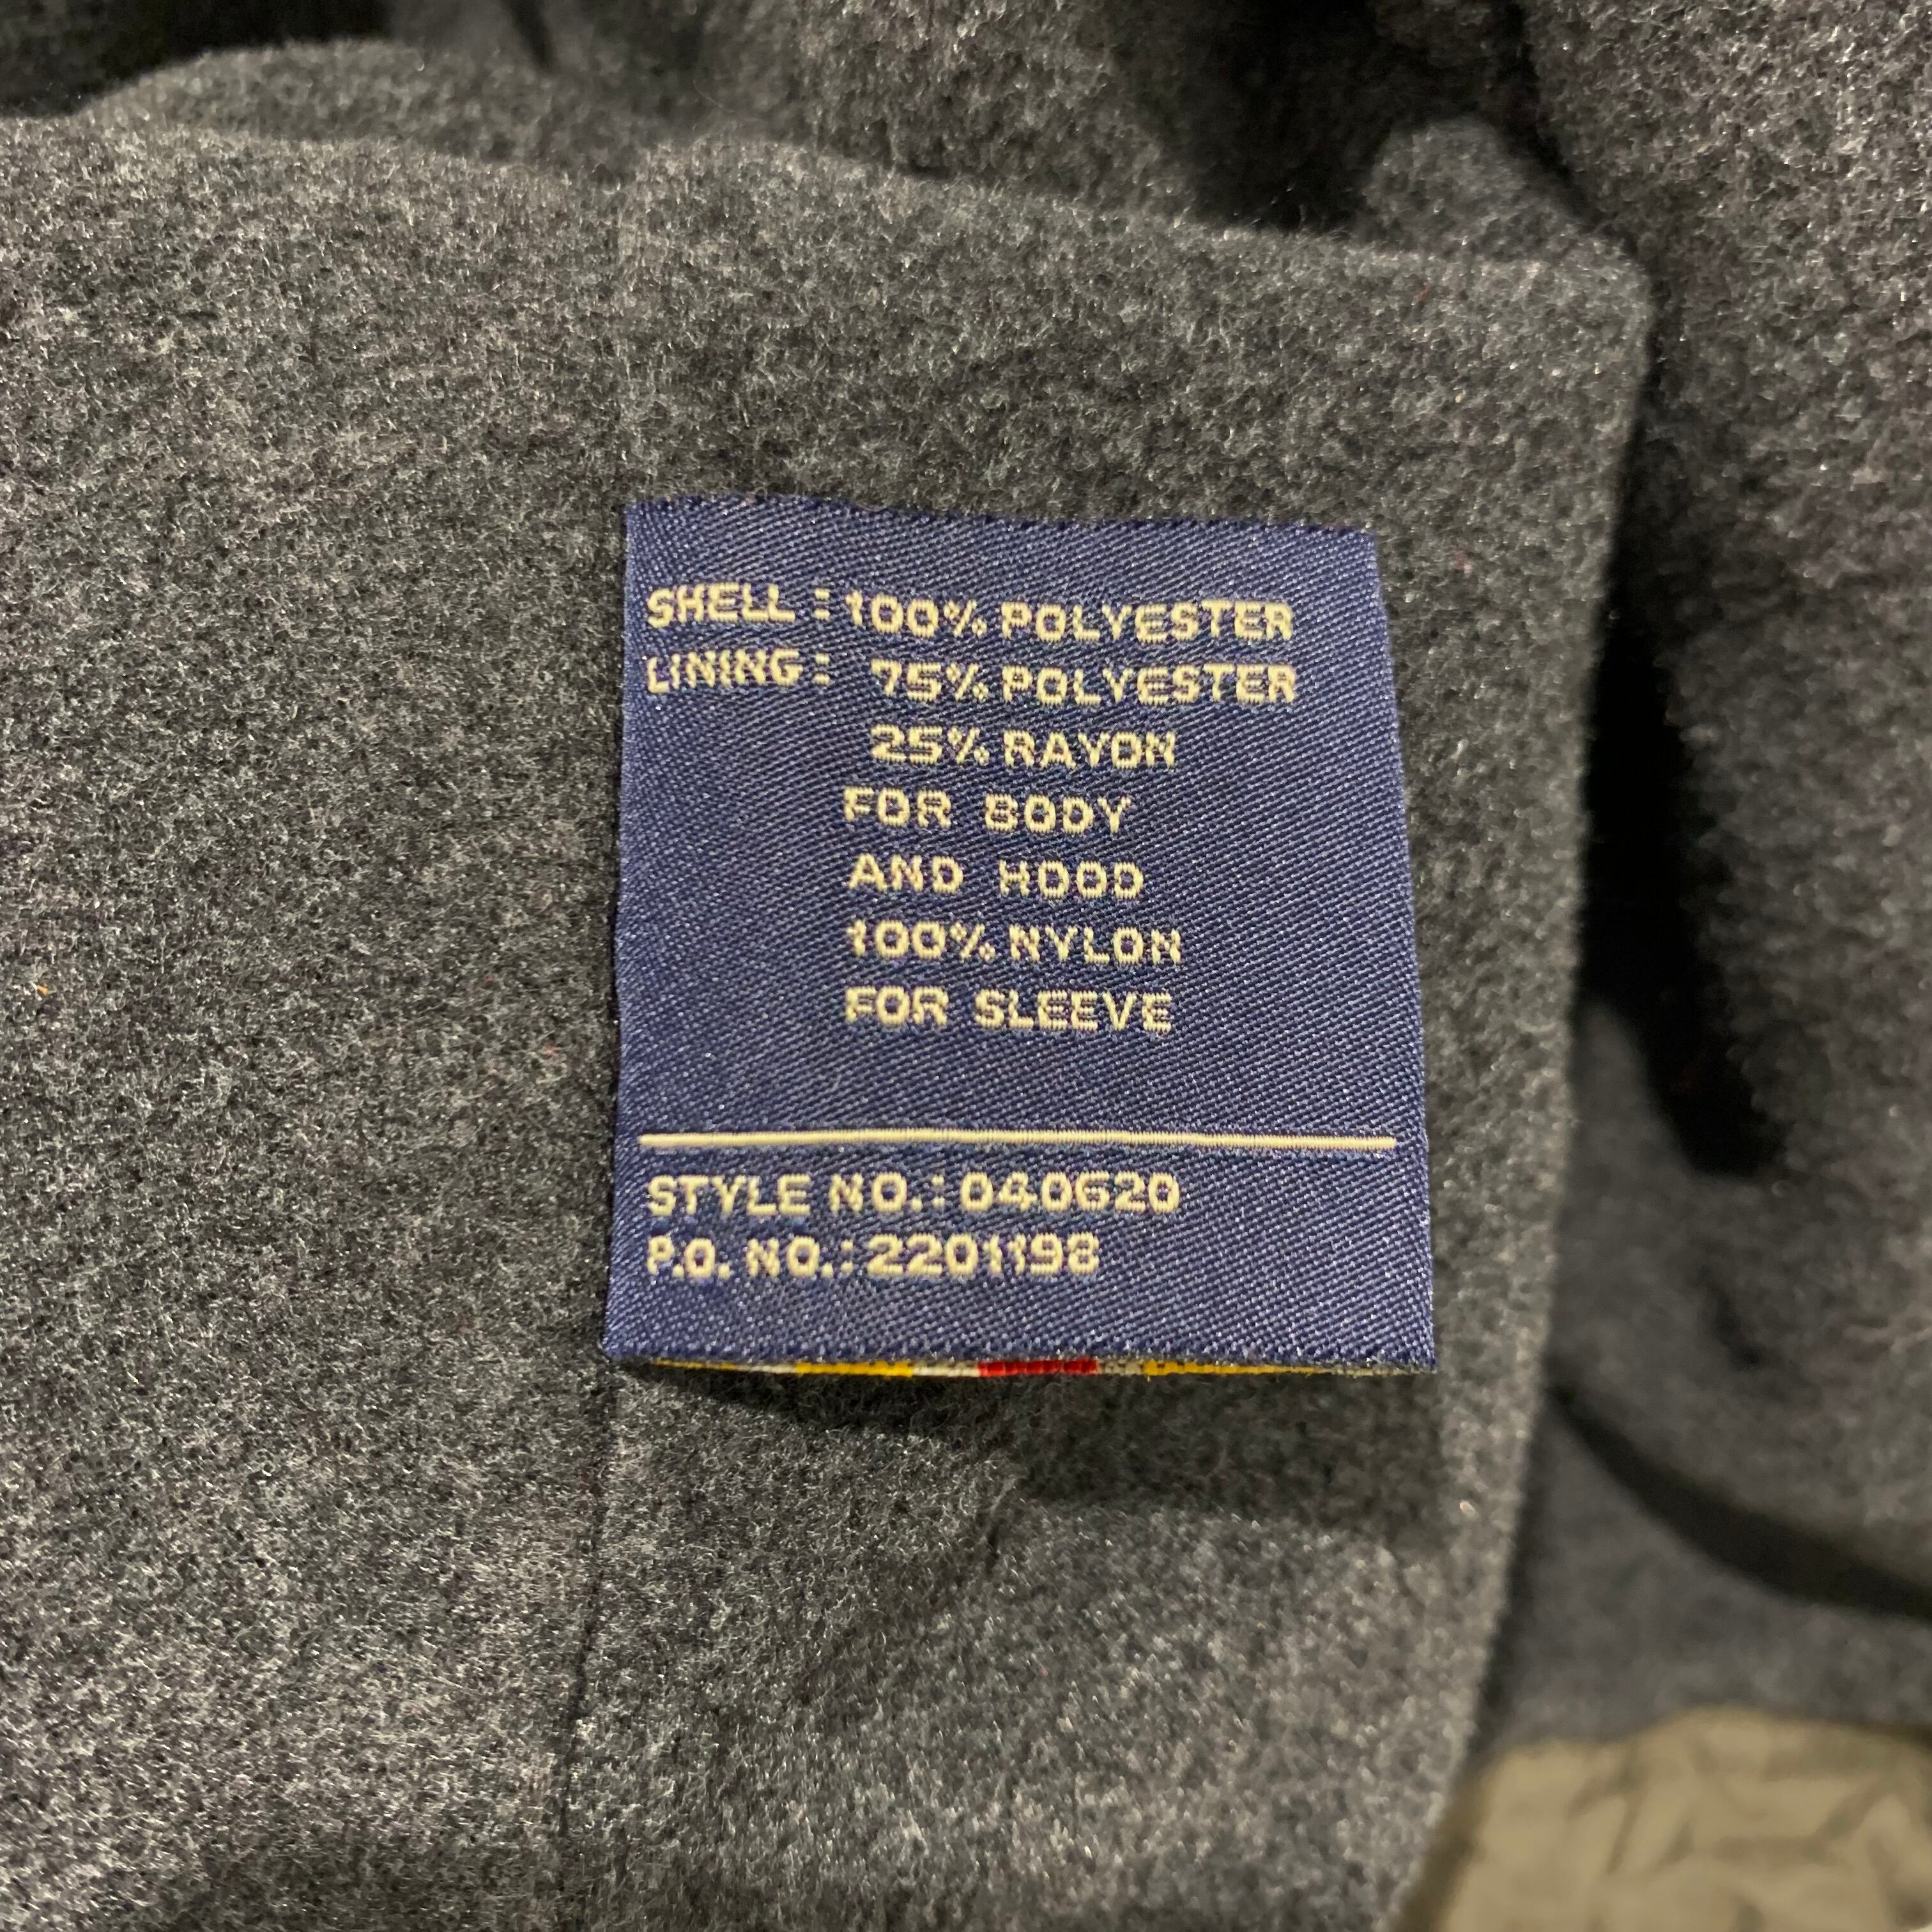 SHELL : 100% POLYESTER
LINING : 75% POLYESTER
25% RAYON
FOR BODY
AND HOOD
100% NYLON
FOR SLEEVE
STYLE NO.: 040620
P.O. NO.: 2201198